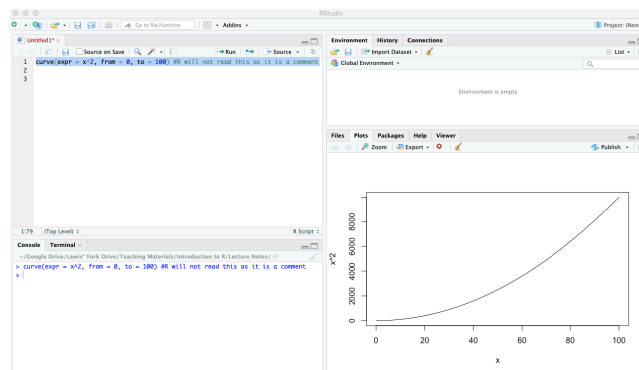 RStudio
Go to file/function
Addins
Project: (Non
Untitled1*
Source on Save
Run
Source
1 curve(expr = x^2, from = 0, to = 100) #R will not read this as it is a comment
2
3
1:79 (Top Level)
R Script
Console Terminal
~/Google Drive/Lewis' York Drive/Teaching Materials/Introduction to R/Lecture Notes/
> curve(expr = x^2, from = 0, to = 100) #R will not read this as it is a comment
>
Environment History Connections
Import Dataset
List
Global Environment
Environment is empty
Files Plots Packages Help Viewer
Zoom Export
Publish
x^2
8000
6000
4000
2000
0
0 20 40 60 80 100
x